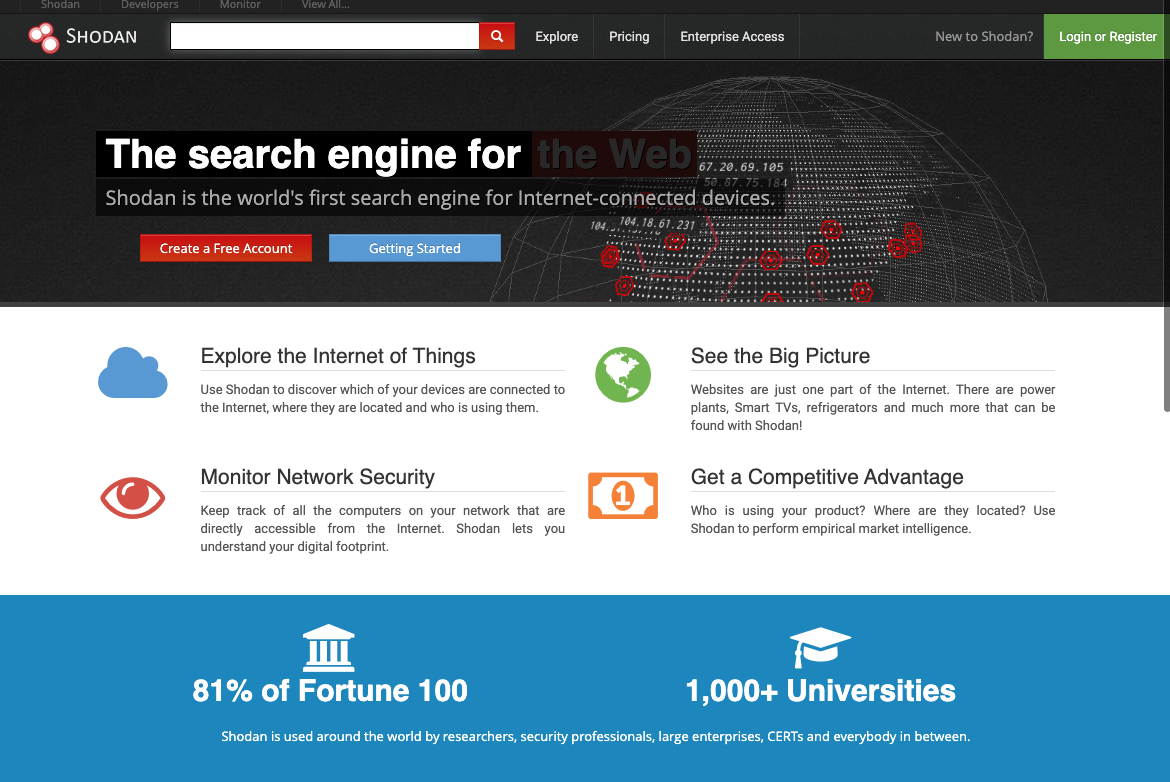 Shodan Developers Monitor View All...
SHODAN Explore Pricing Enterprise Access New to Shodan? Login or Register
The search engine for the Web
67.20.69.105
50.87.75.184
Shodan is the world's first search engine for Internet-connected devices.
104.18.61.231
Create a Free Account Getting Started
Explore the Internet of Things
Use Shodan to discover which of your devices are connected to
the Internet, where they are located and who is using them.
See the Big Picture
Websites are just one part of the Internet. There are power
plants, Smart TVs, refrigerators and much more that can be
found with Shodan!
Monitor Network Security
Keep track of all the computers on your network that are
directly accessible from the Internet. Shodan lets you
understand your digital footprint.
1
Get a Competitive Advantage
Who is using your product? Where are they located? Use
Shodan to perform empirical market intelligence.
81% of Fortune 100
1,000+ Universities
Shodan is used around the world by researchers, security professionals, large enterprises, CERTs and everybody in between.